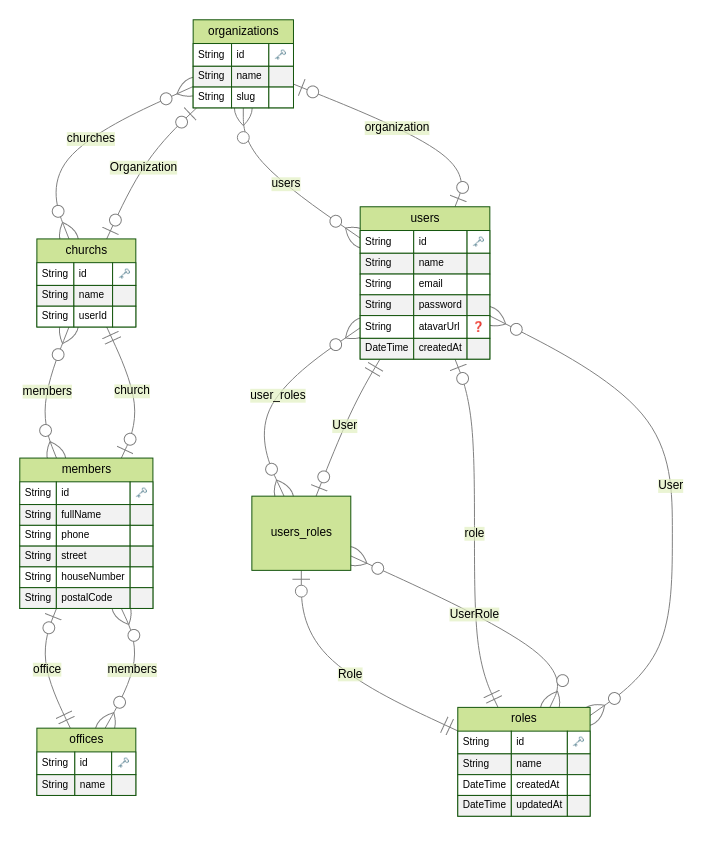 organizations
String id
String name
String slug
churches
Organization
users
organization
churchs
String id
String name
String userId
users
String id
String name
String email
String password
String atavarUrl ?
DateTime createdAt
members
church
user_roles
User
members
String id
String fullName
String phone
String street
String houseNumber
String postalCode
users_roles
role
User
office
members
Role
UserRole
offices
String id
String name
roles
String id
String name
DateTime createdAt
DateTime updatedAt